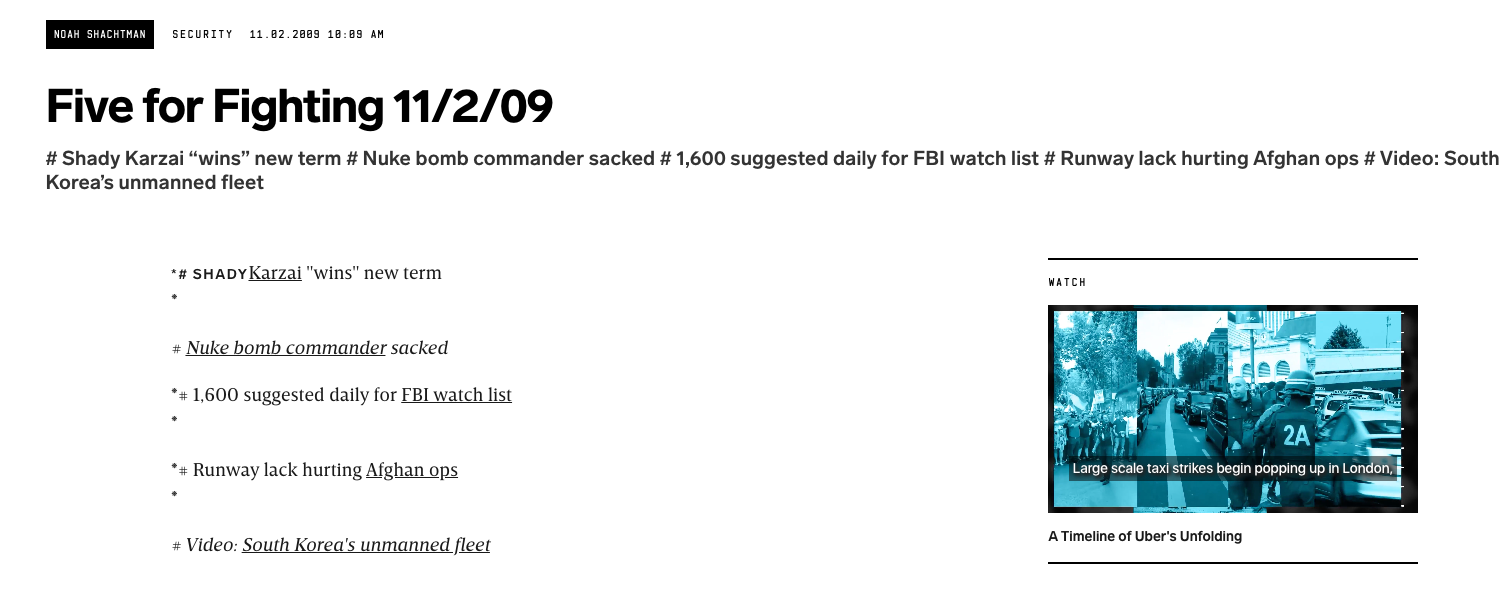 NOAH SHACHTMAN SECURITY 11.02.2009 10:09 AM
Five for Fighting 11/2/09
# Shady Karzai “wins” new term # Nuke bomb commander sacked # 1,600 suggested daily for FBI watch list # Runway lack hurting Afghan ops # Video: South
Korea’s unmanned fleet
*# SHADYKarzai "wins" new term
*
# Nuke bomb commander sacked
*# 1,600 suggested daily for FBI watch list
*
*# Runway lack hurting Afghan ops
*
# Video: South Korea's unmanned fleet
WATCH
2A
Large scale taxi strikes begin popping up in London,
A Timeline of Uber's Unfolding